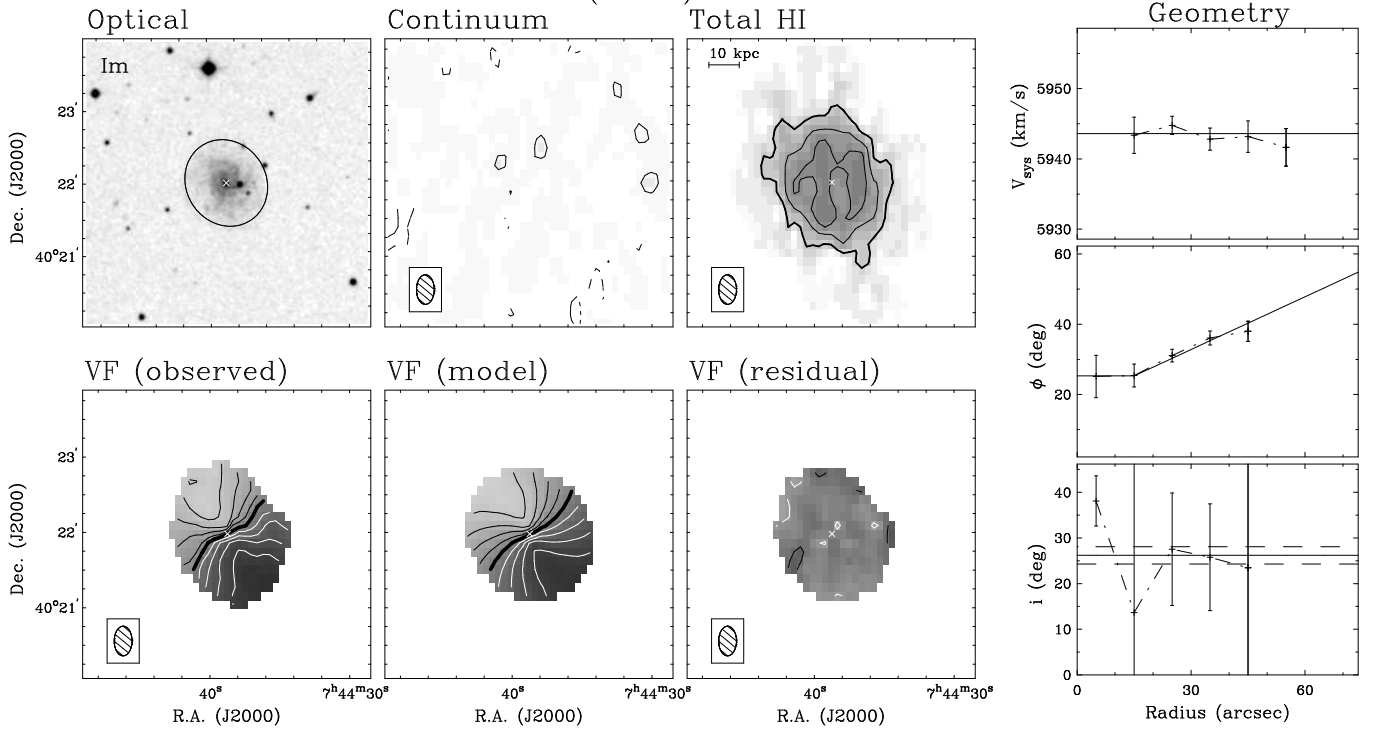 Optical
Continuum
Total HI
Geometry
Im
10 kpc
Dec. (J2000)
23'
22'
40°21'
Vsys (km/s)
5950
5940
5930
ϕ (deg)
60
40
20
VF (observed)
VF (model)
VF (residual)
Dec. (J2000)
23'
22'
40°21'
i (deg)
40
30
20
10
0
40s
7h44m30s
40s
7h44m30s
40s
7h44m30s
R.A. (J2000)
R.A. (J2000)
R.A. (J2000)
0
30
60
Radius (arcsec)